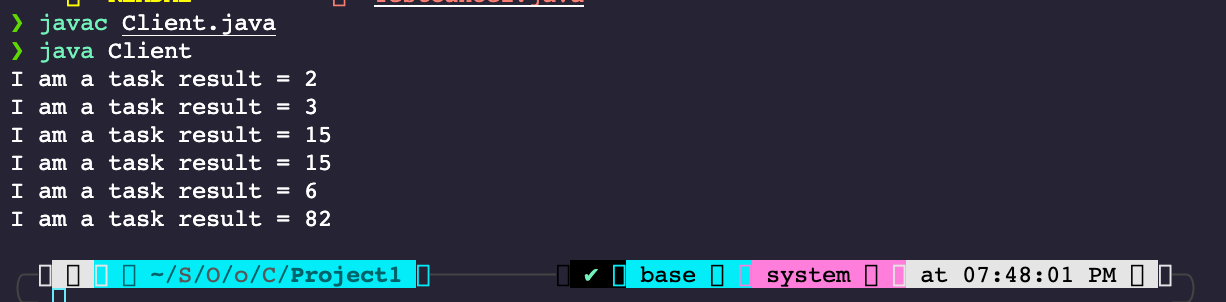 ❯ javac Client.java
❯ java Client
I am a task result = 2
I am a task result = 3
I am a task result = 15
I am a task result = 15
I am a task result = 6
I am a task result = 82
~/S/O/o/C/Project1 ✔ base system at 07:48:01 PM